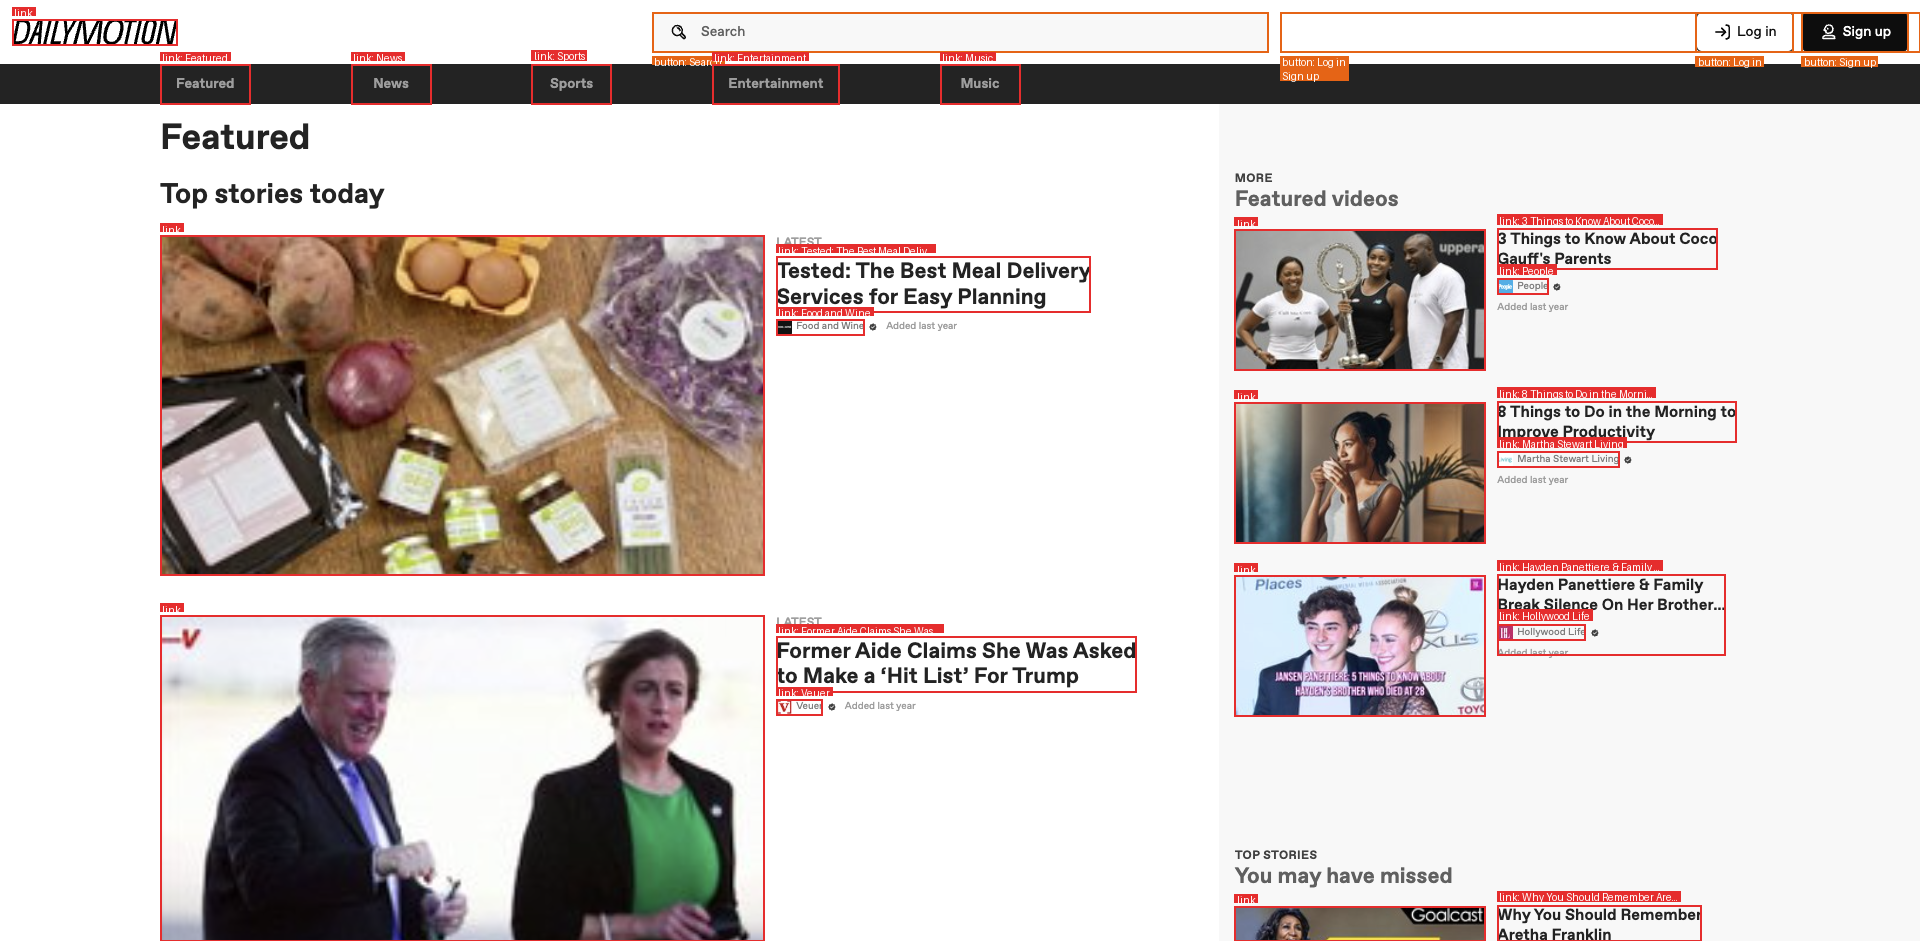 link
DAILYMOTION
Search
Log in
Sign up
button: Search
button: Log in
Sign up
button: Log in
button: Sign up
link: Featured
link: News
link: Sports
link: Entertainment
link: Music
Featured
News
Sports
Entertainment
Music
Featured
Top stories today
link
LATEST
link: Tested: The Best Meal Deliv...
Tested: The Best Meal Delivery
Services for Easy Planning
link: Food and Wine
Food and Wine
Added last year
link
LATEST
link: Former Aide Claims She Was...
Former Aide Claims She Was Asked
to Make a ‘Hit List’ For Trump
link: Veuer
V Veuer
Added last year
V
MORE
Featured videos
link
uppera
link: 3 Things to Know About Coco...
3 Things to Know About Coco
Gauff's Parents
link: People
People People
Added last year
link
link: 8 Things to Do in the Morni...
8 Things to Do in the Morning to
Improve Productivity
link: Martha Stewart Living
Martha Stewart Living
Added last year
link
Places
JANSEN PANETTIERE: 5 THINGS TO KNOW ABOUT
HAYDEN'S BROTHER WHO DIED AT 28
TOYO
link: Hayden Panettiere & Family...
Hayden Panettiere & Family
Break Silence On Her Brother...
link: Hollywood Life
Hollywood Life
Added last year
TOP STORIES
You may have missed
link
Goalcast
link: Why You Should Remember Are...
Why You Should Remember
Aretha Franklin